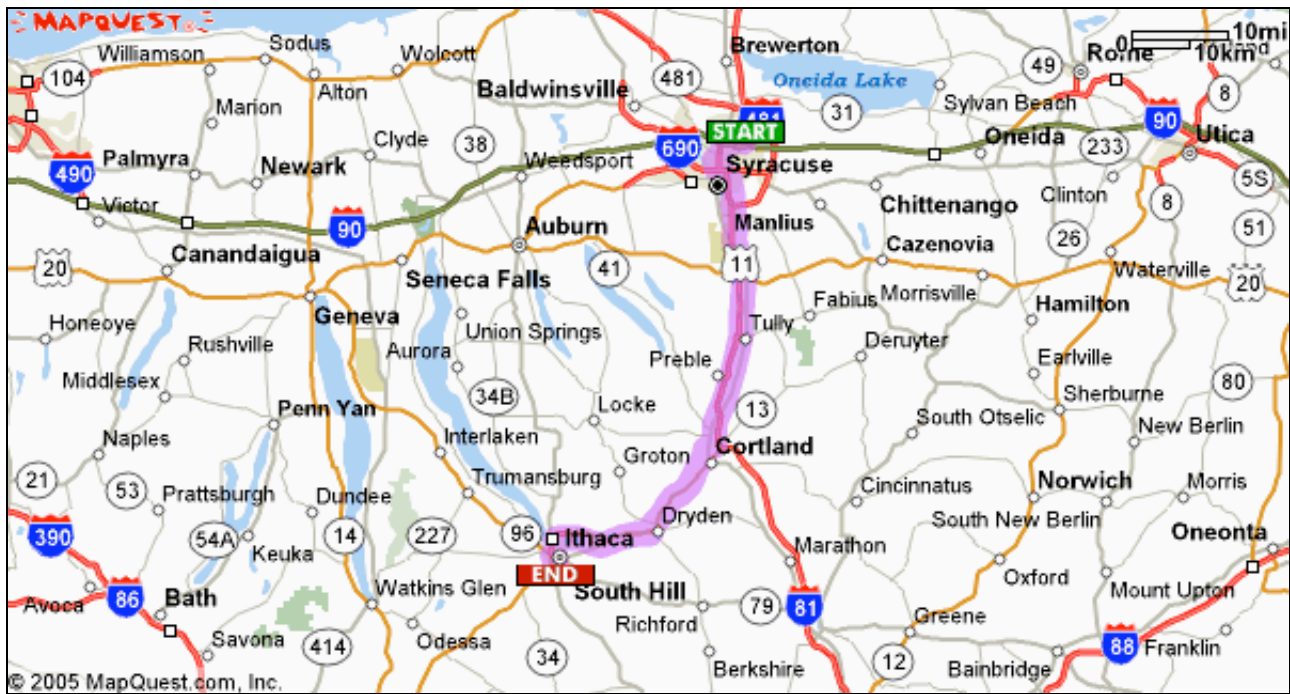 MAPQUEST
Williamson
Sodus
Wolcott
Brewerton
0 10mi
10km
Rome
104
481
49
Oneida Lake
8
Alton
Baldwinsville
Sylvan Beach
Marion
31
481
START
90
Clyde
38
690
Oneida
233
Utica
Palmyra
Newark
Weedsport
Syracuse
490
Clinton
5S
Victor
Chittenango
8
90
Auburn
Manlius
26
51
Canandaigua
Cazenovia
20
41
11
Waterville
20
Seneca Falls
Fabius
Morrisville
Hamilton
Geneva
Union Springs
Tully
Honeoye
Rushville
Aurora
Preble
Deruyter
Earlville
Middlesex
34B
80
Penn Yan
Locke
13
South Otselic
Sherburne
New Berlin
Naples
Interlaken
Groton
Cortland
21
53
Trumansburg
Prattsburgh
Dundee
Cincinnatus
Norwich
Morris
Dryden
South New Berlin
390
54A
14
227
96
Ithaca
Oneonta
Keuka
Marathon
END
Oxford
Avoca
86
Bath
Watkins Glen
South Hill
79
81
Mount Upton
Richford
Greene
Savona
414
Odessa
34
Berkshire
12
Bainbridge
88
Franklin
© 2005 MapQuest.com, Inc.